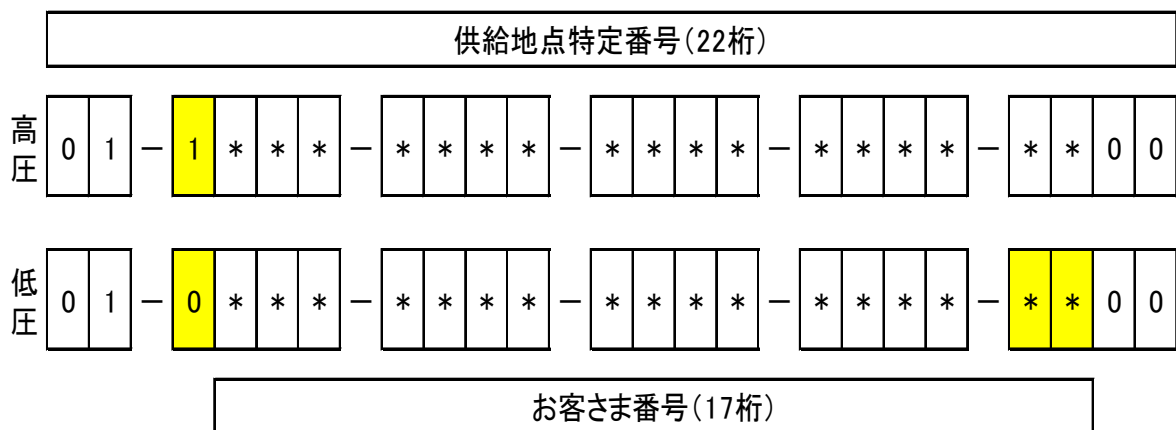 供給地点特定番号(22桁)
高圧 0 1 - 1 * * * - * * * * - * * * * - * * * * - * * 0 0
低圧 0 1 - 0 * * * - * * * * - * * * * - * * * * - * * 0 0
お客さま番号(17桁)